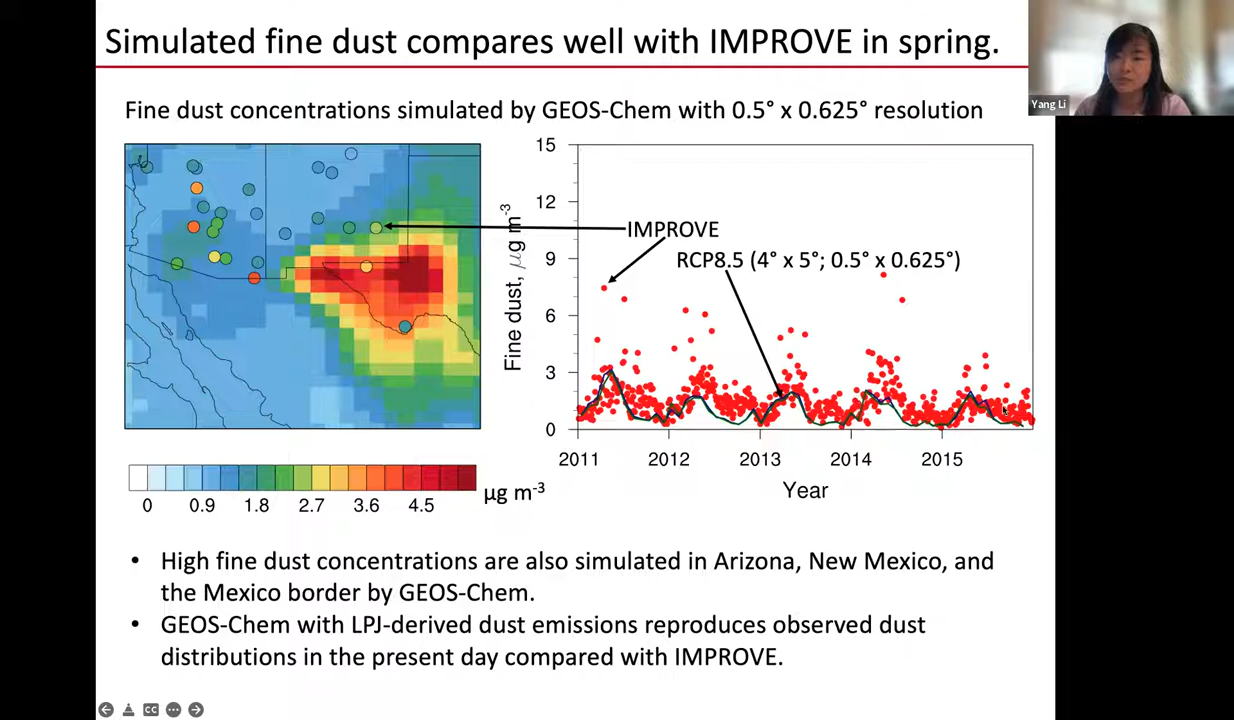 Simulated fine dust compares well with IMPROVE in spring.
Yang Li
Fine dust concentrations simulated by GEOS-Chem with 0.5° x 0.625° resolution
15
12
9
6
3
0
Fine dust, μg m⁻³
IMPROVE
RCP8.5 (4° x 5°; 0.5° x 0.625°)
2011 2012 2013 2014 2015
Year
0 0.9 1.8 2.7 3.6 4.5
μg m⁻³
• High fine dust concentrations are also simulated in Arizona, New Mexico, and
the Mexico border by GEOS-Chem.
• GEOS-Chem with LPJ-derived dust emissions reproduces observed dust
distributions in the present day compared with IMPROVE.
CC